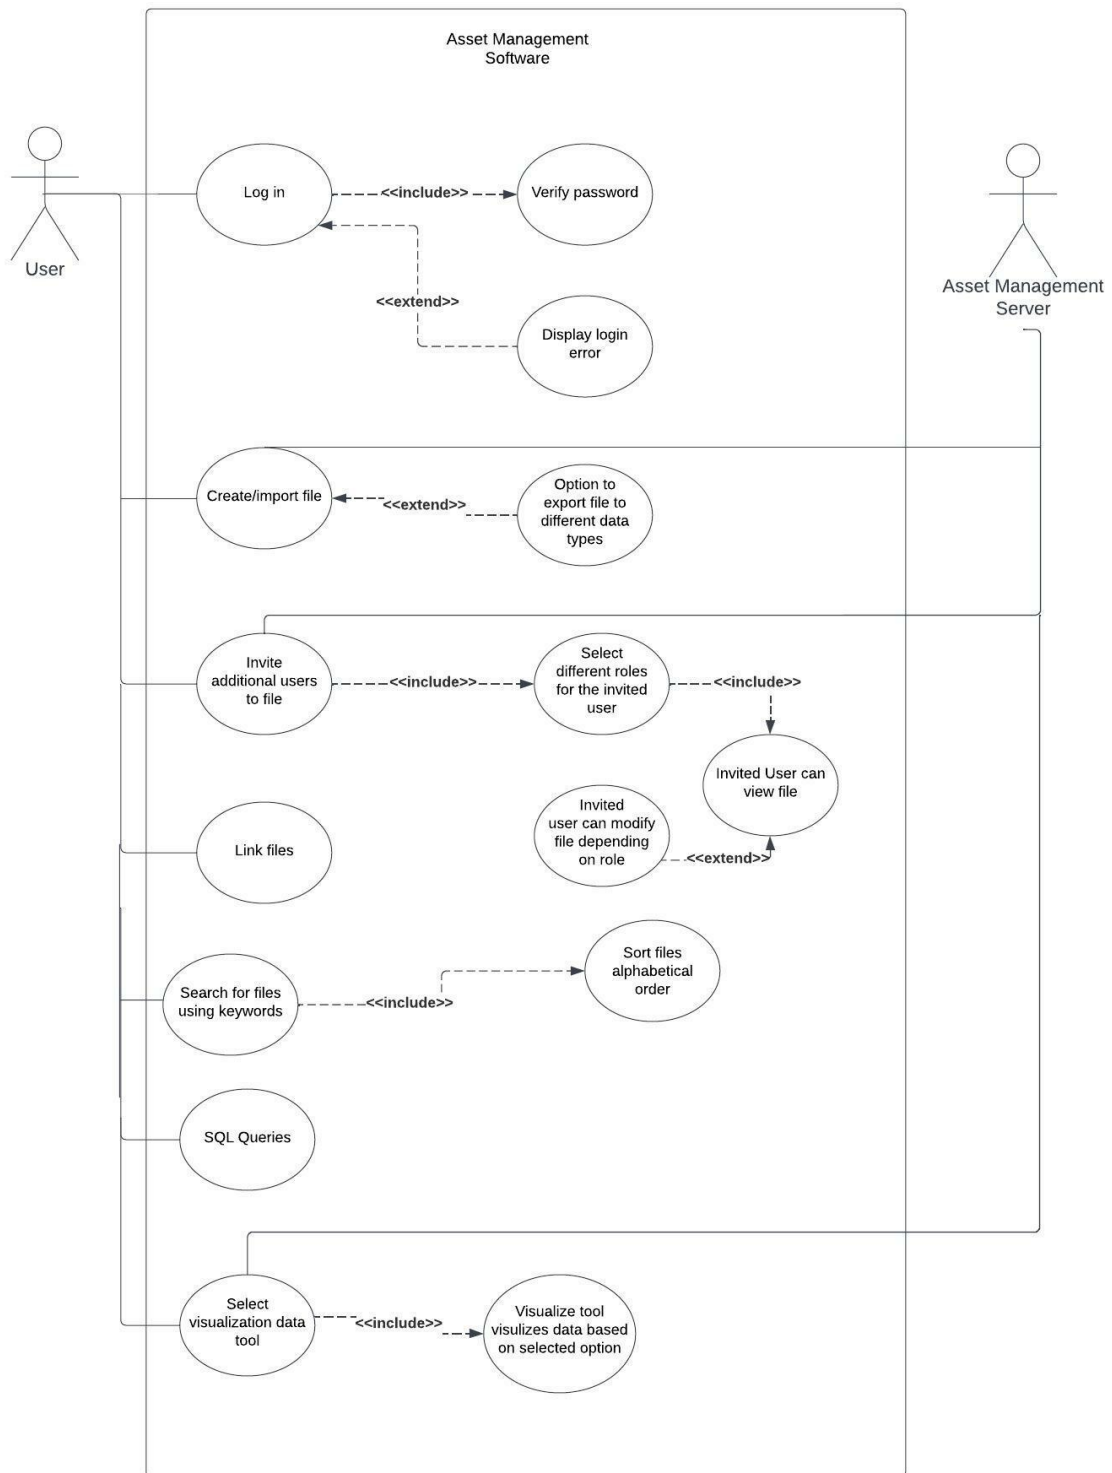 Asset Management
Software
User
Asset Management
Server
Log in
<<include>>
Verify password
<<extend>>
Display login
error
Create/import file
<<extend>>
Option to
export file to
different data
types
Invite
additional users
to file
<<include>>
Select
different roles
for the invited
user
<<include>>
Invited User can
view file
Invited
user can modify
file depending
on role
<<extend>>
Link files
Search for files
using keywords
<<include>>
Sort files
alphabetical
order
SQL Queries
Select
visualization data
tool
<<include>>
Visualize tool
visulizes data based
on selected option